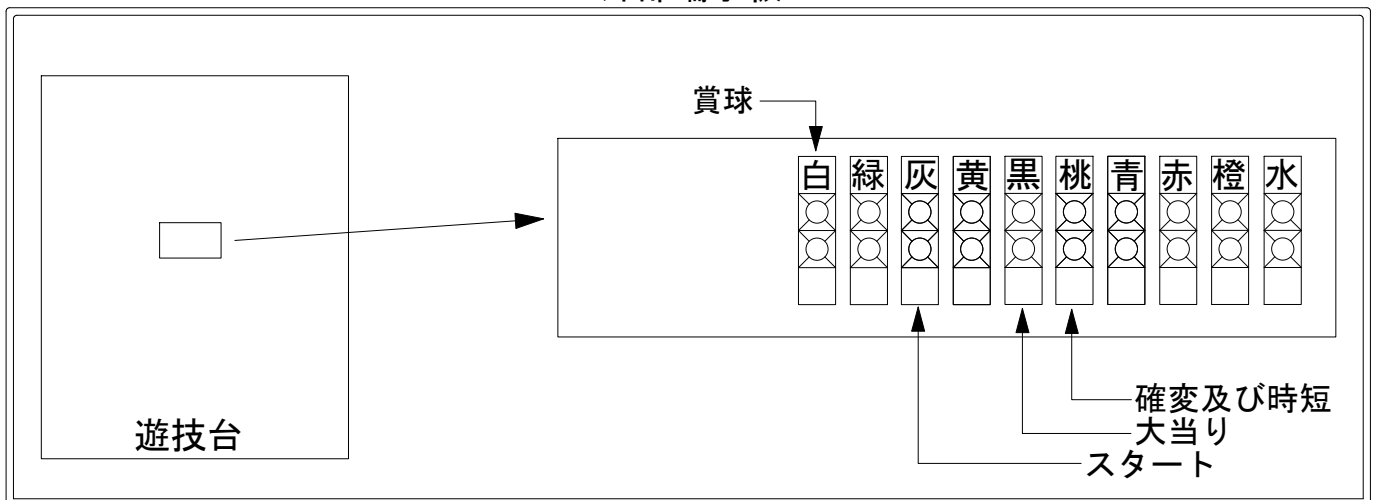 賞球
白 緑 灰 黄 黒 桃 青 赤 橙 水
確変及び時短
大当り
スタート
遊技台